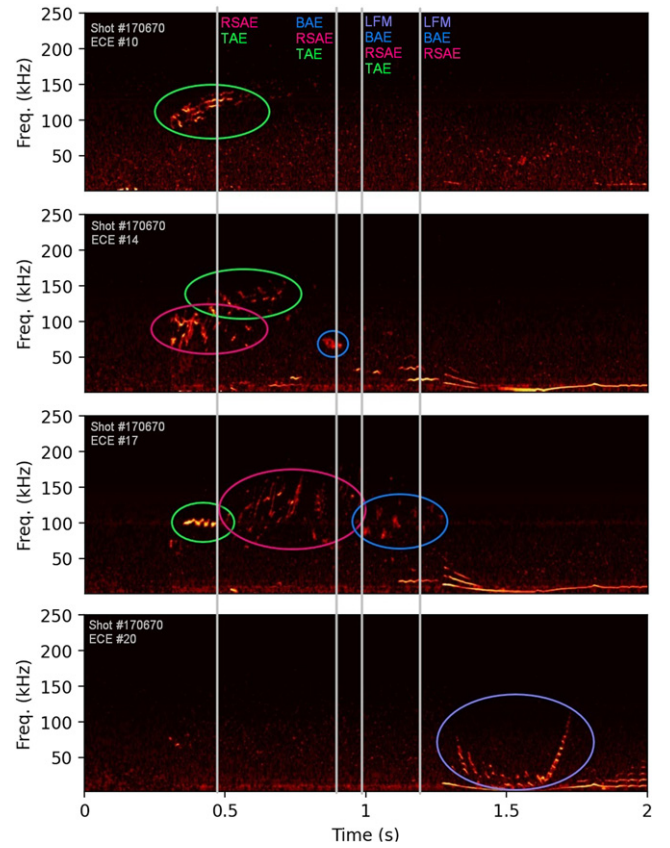 RSAE
TAE
BAE
RSAE
TAE
LFM
BAE
RSAE
TAE
LFM
BAE
RSAE
Shot #170670
ECE #10
Freq. (kHz)
250
200
150
100
50
Shot #170670
ECE #14
Freq. (kHz)
250
200
150
100
50
Shot #170670
ECE #17
Freq. (kHz)
250
200
150
100
50
Shot #170670
ECE #20
Freq. (kHz)
250
200
150
100
50
0
0.5
1
1.5
2
Time (s)